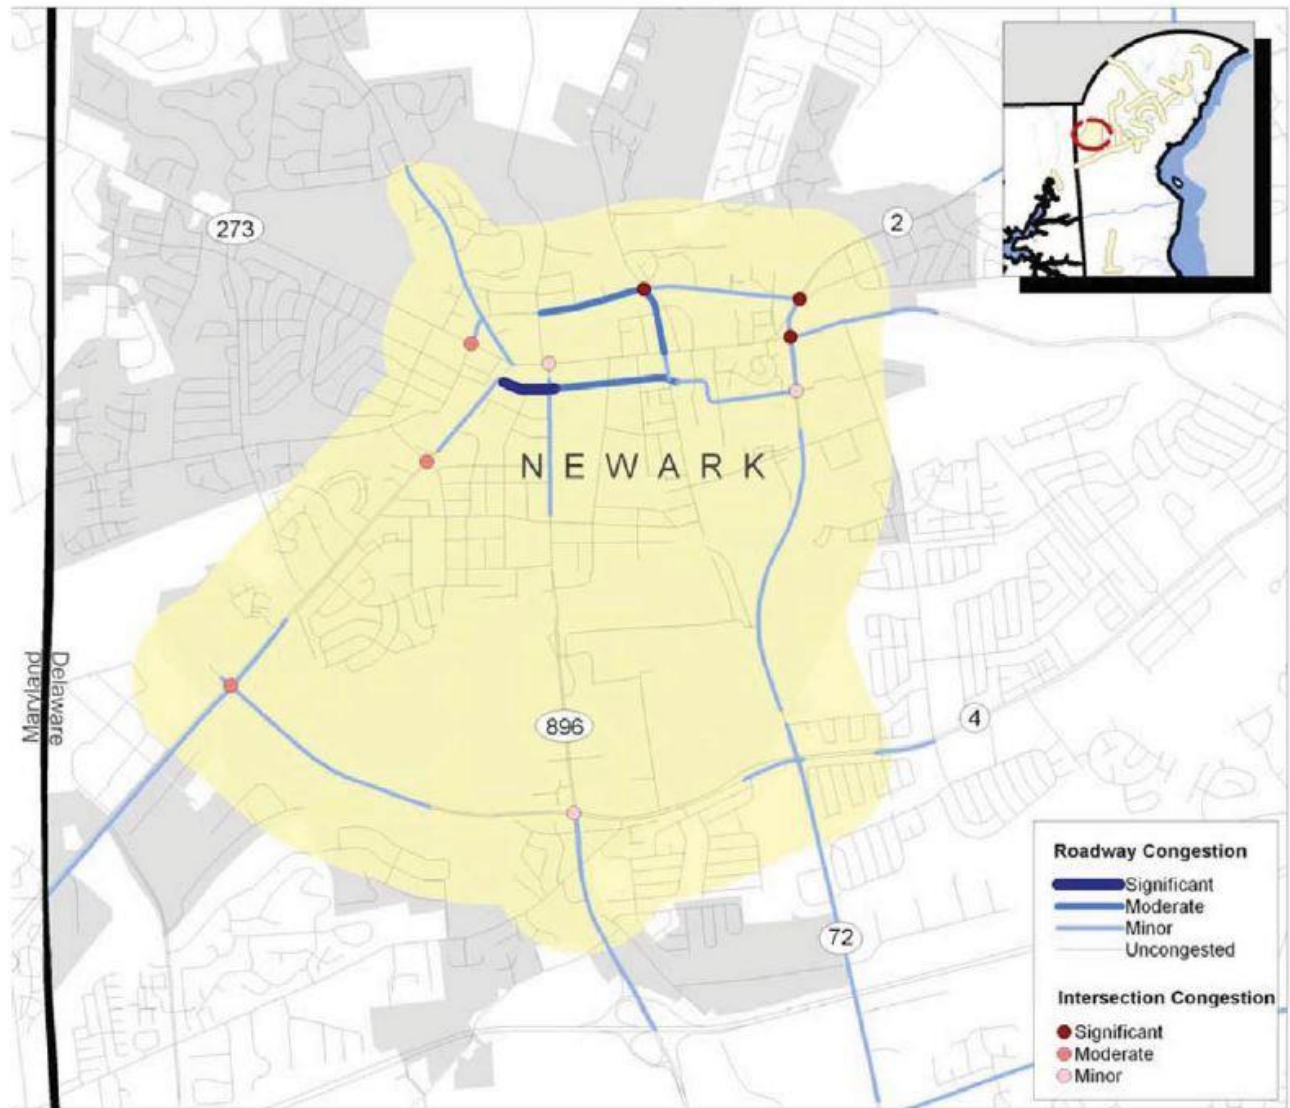 273
2
NEWARK
Maryland
Delaware
896
4
72
Roadway Congestion
Significant
Moderate
Minor
Uncongested
Intersection Congestion
Significant
Moderate
Minor